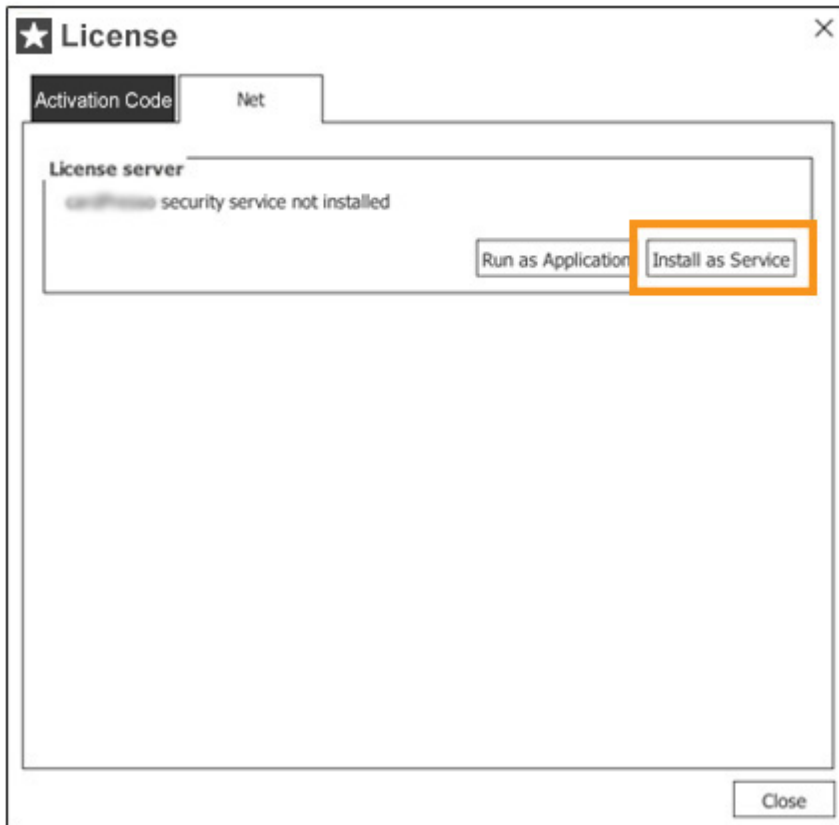 License
Activation Code
Net
License server
security service not installed
Run as Application
Install as Service
Close